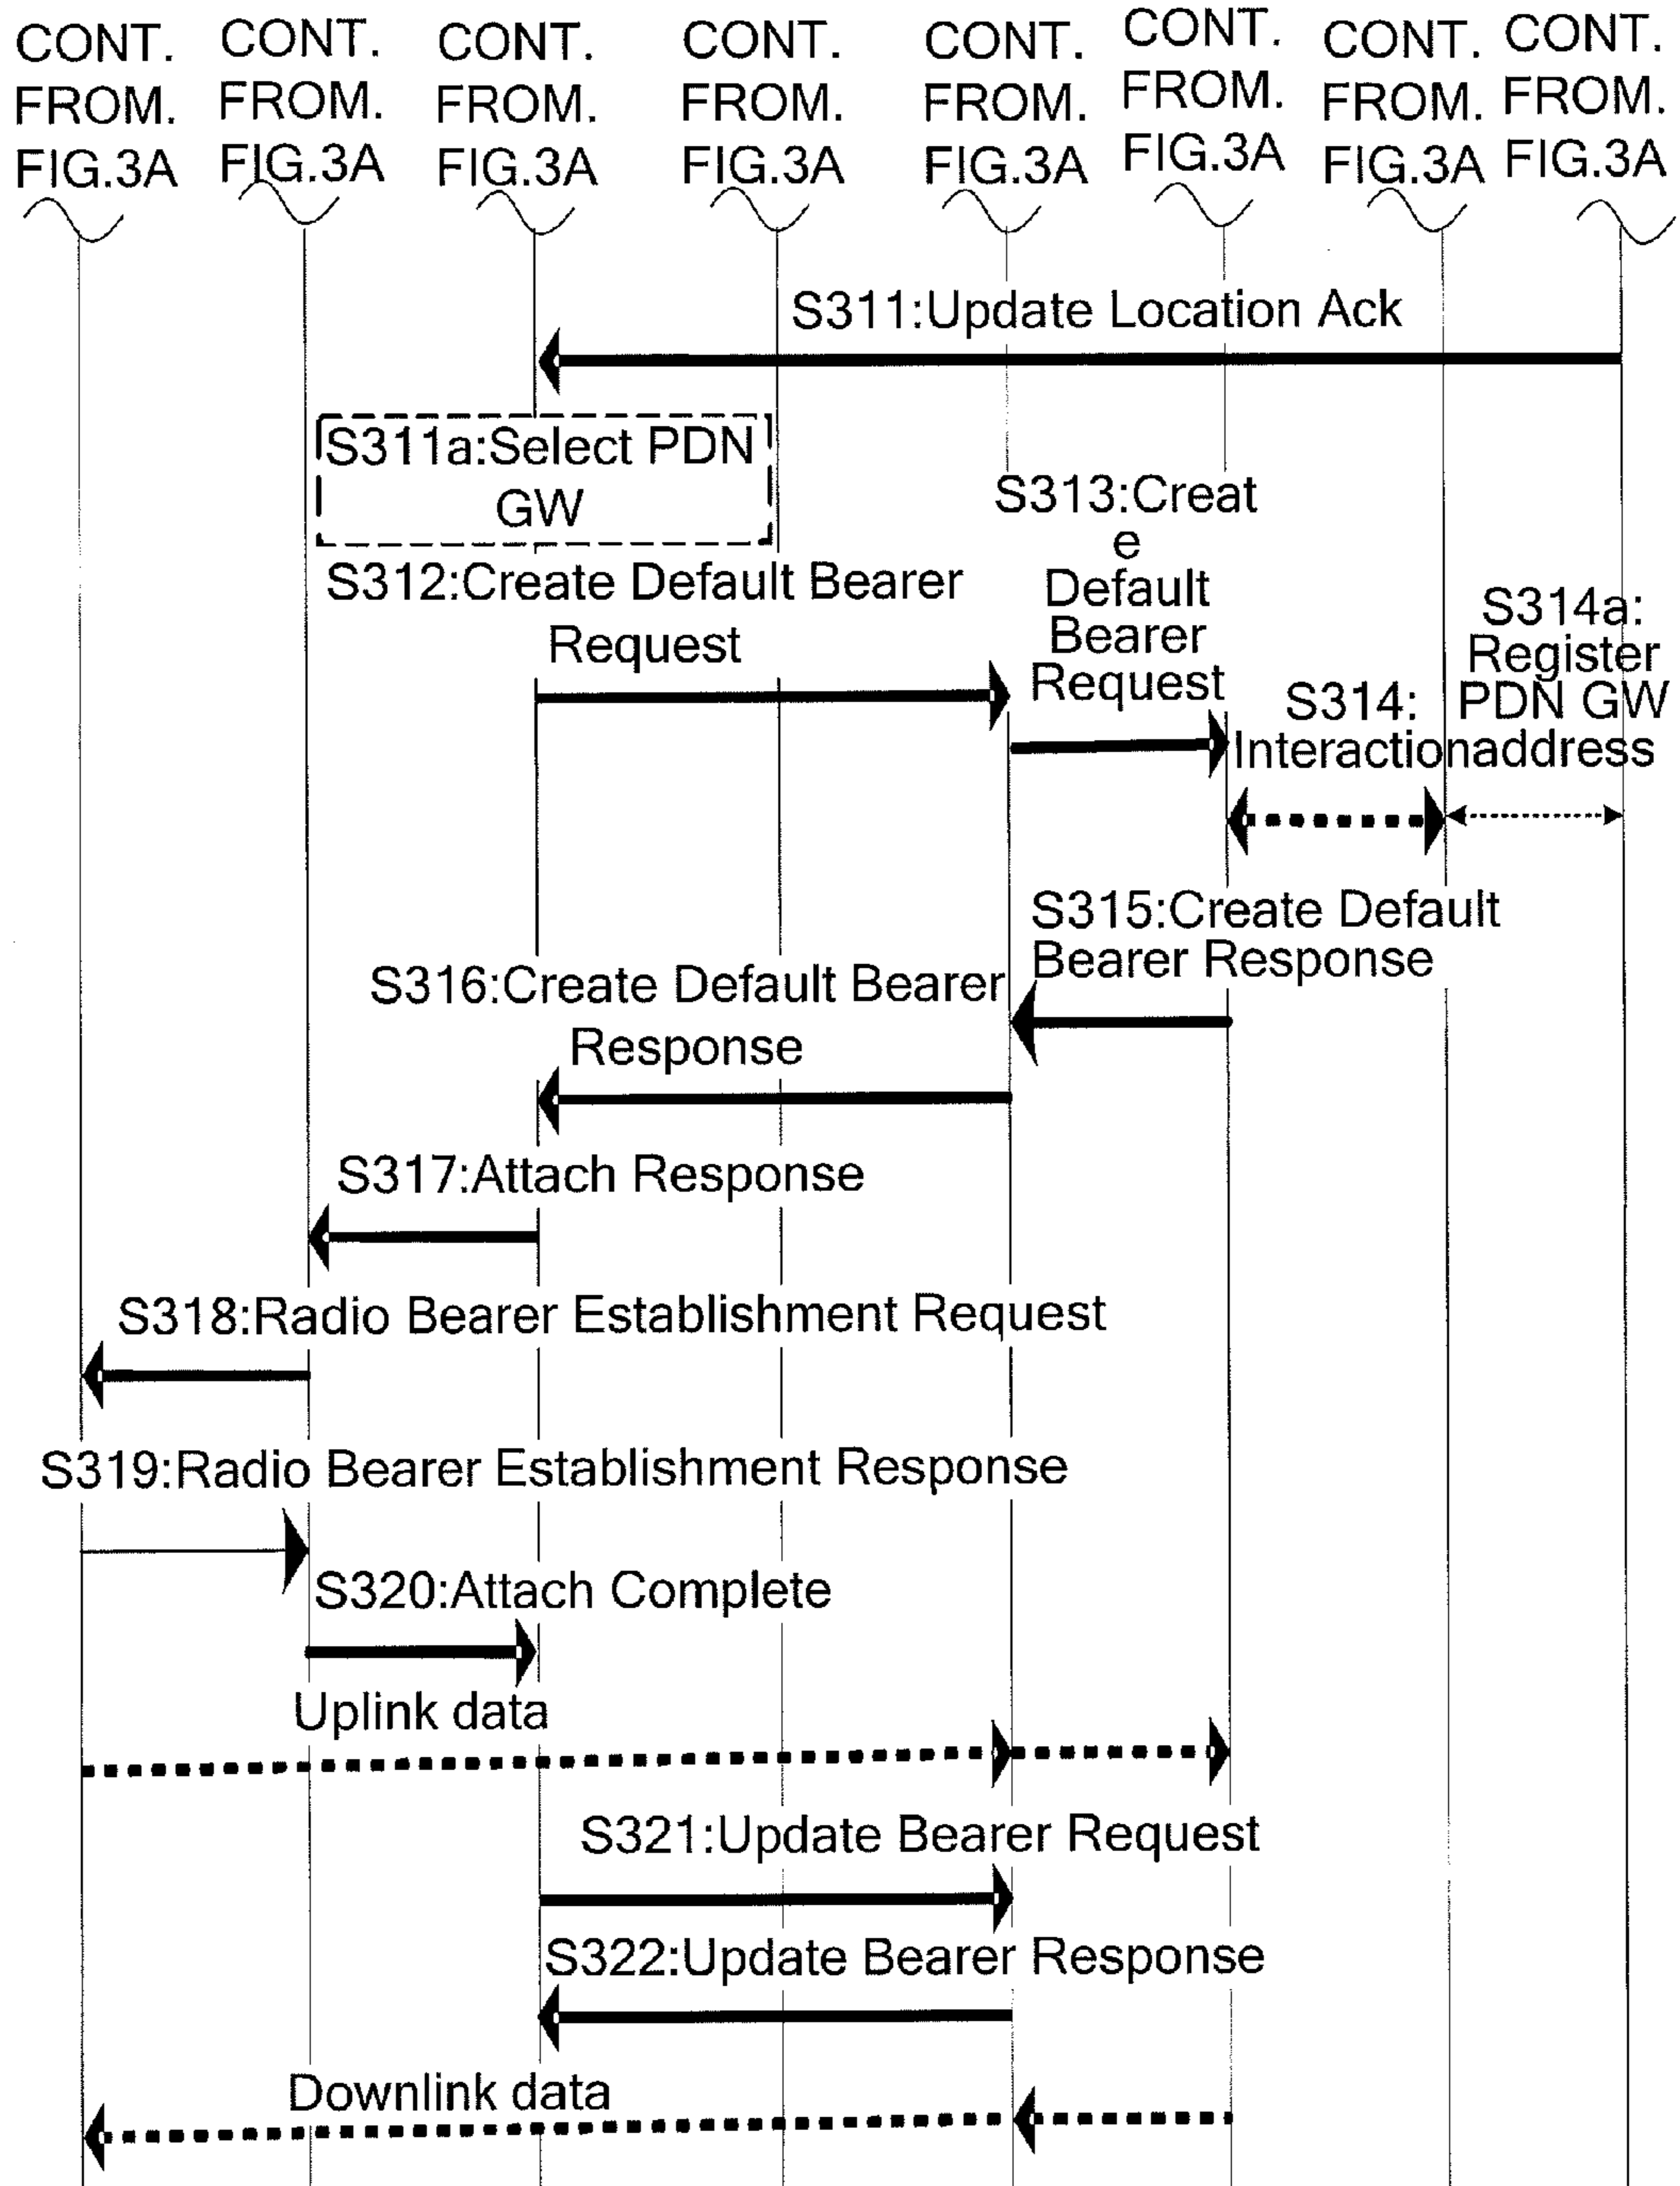 CONT. CONT. CONT. CONT. CONT. CONT. CONT. CONT.
FROM. FROM. FROM. FROM. FROM. FROM. FROM. FROM.
FIG.3A FIG.3A FIG.3A FIG.3A FIG.3A FIG.3A FIG.3A FIG.3A
S311:Update Location Ack
S311a:Select PDN
GW
S312:Create Default Bearer
Request
S313:Creat
e
Default
Bearer
Request
S314:
Interaction
S314a:
Register
PDN GW
address
S315:Create Default
Bearer Response
S316:Create Default Bearer
Response
S317:Attach Response
S318:Radio Bearer Establishment Request
S319:Radio Bearer Establishment Response
S320:Attach Complete
Uplink data
S321:Update Bearer Request
S322:Update Bearer Response
Downlink data